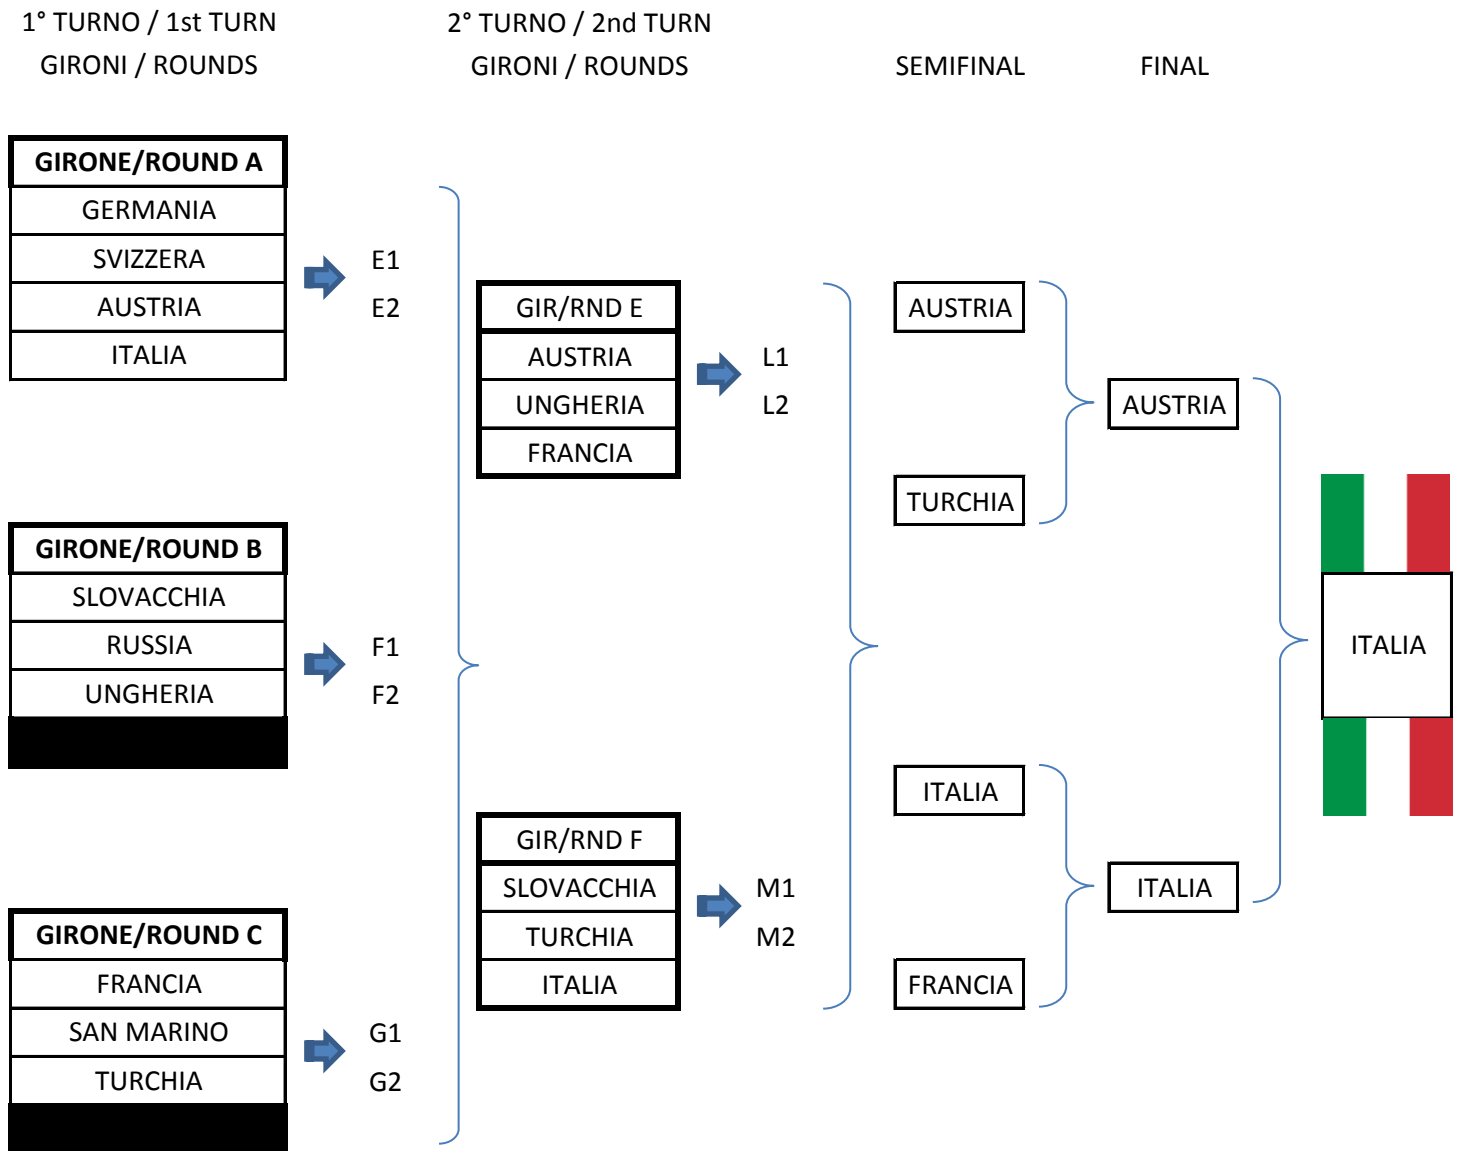 1° TURNO / 1st TURN
GIRONI / ROUNDS
2° TURNO / 2nd TURN
GIRONI / ROUNDS
SEMIFINAL
FINAL
GIRONE/ROUND A
GERMANIA
SVIZZERA
AUSTRIA
ITALIA
E1
E2
GIRONE/ROUND B
SLOVACCHIA
RUSSIA
UNGHERIA
F1
F2
GIRONE/ROUND C
FRANCIA
SAN MARINO
TURCHIA
G1
G2
GIR/RND E
AUSTRIA
UNGHERIA
FRANCIA
L1
L2
GIR/RND F
SLOVACCHIA
TURCHIA
ITALIA
M1
M2
AUSTRIA
TURCHIA
ITALIA
FRANCIA
AUSTRIA
ITALIA
ITALIA